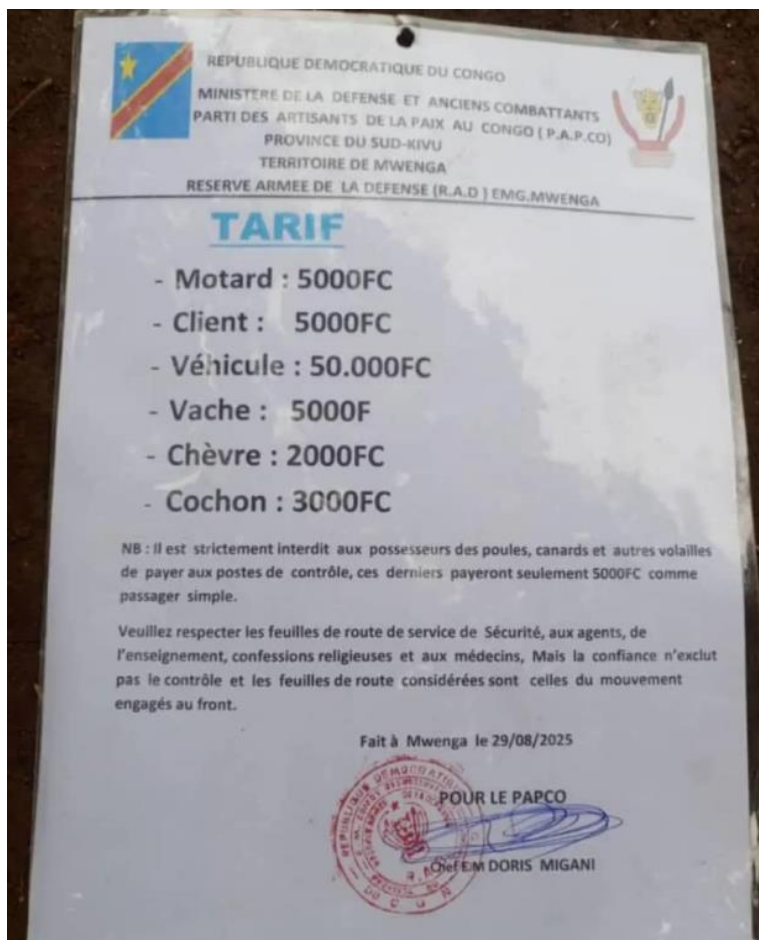 REPUBLIQUE DEMOCRATIQUE DU CONGO
MINISTERE DE LA DEFENSE ET ANCIENS COMBATTANTS
PARTI DES ARTISANTS DE LA PAIX AU CONGO ( P.A.P.CO)
PROVINCE DU SUD-KIVU
TERRITOIRE DE MWENGA
RESERVE ARMEE DE LA DEFENSE (R.A.D ) EMG.MWENGA
TARIF
- Motard : 5000FC
- Client : 5000FC
- Véhicule : 50.000FC
- Vache : 5000F
- Chèvre : 2000FC
- Cochon : 3000FC
NB : Il est strictement interdit aux possesseurs des poules, canards et autres volailles
de payer aux postes de contrôle, ces derniers payeront seulement 5000FC comme
passager simple.
Veuillez respecter les feuilles de route de service de Sécurité, aux agents, de
l'enseignement, confessions religieuses et aux médecins, Mais la confiance n'exclut
pas le contrôle et les feuilles de route considérées sont celles du mouvement
engagés au front.
Fait à Mwenga le 29/08/2025
POUR LE PAPCO
Chef EM DORIS MIGANI